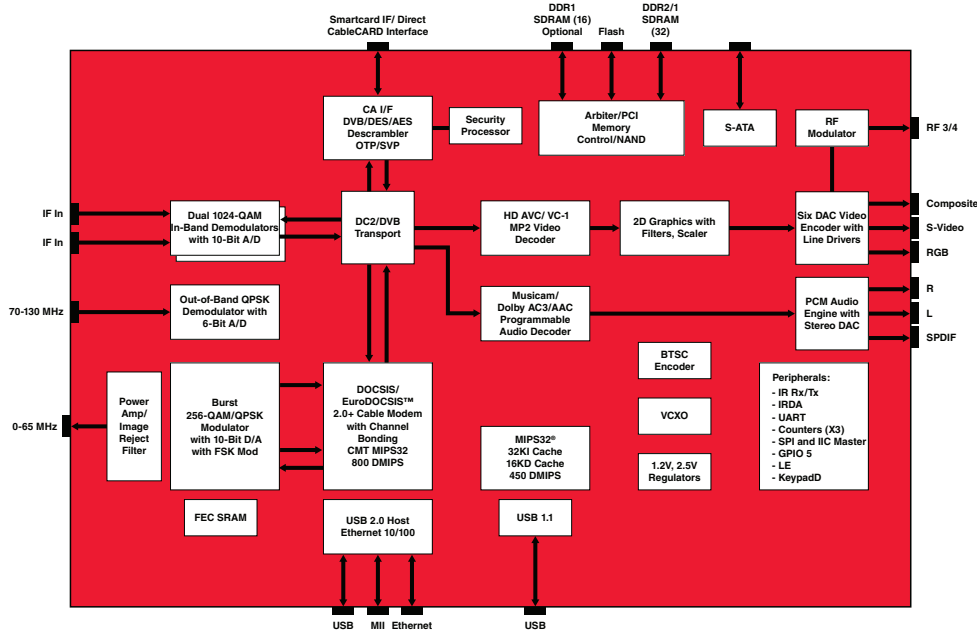 Smartcard IF/ Direct
CableCARD Interface
DDR1
SDRAM (16)
Optional
Flash
DDR2/1
SDRAM
(32)
CA I/F
DVB/DES/AES
Descrambler
OTP/SVP
Security
Processor
Arbiter/PCI
Memory
Control/NAND
S-ATA
RF
Modulator
RF 3/4
IF In
IF In
Dual 1024-QAM
In-Band Demodulators
with 10-Bit A/D
DC2/DVB
Transport
HD AVC/ VC-1
MP2 Video
Decoder
2D Graphics with
Filters, Scaler
Six DAC Video
Encoder with
Line Drivers
Composite
S-Video
RGB
70-130 MHz
Out-of-Band QPSK
Demodulator with
6-Bit A/D
Musicam/
Dolby AC3/AAC
Programmable
Audio Decoder
PCM Audio
Engine with
Stereo DAC
R
L
SPDIF
0-65 MHz
Power
Amp/
Image
Reject
Filter
Burst
256-QAM/QPSK
Modulator
with 10-Bit D/A
with FSK Mod
DOCSIS/
EuroDOCSIS™
2.0+ Cable Modem
with Channel
Bonding
CMT MIPS32
800 DMIPS
MIPS32®
32KI Cache
16KD Cache
450 DMIPS
BTSC
Encoder
VCXO
1.2V, 2.5V
Regulators
Peripherals:
- IR Rx/Tx
- IRDA
- UART
- Counters (X3)
- SPI and IIC Master
- GPIO 5
- LE
- KeypadD
FEC SRAM
USB 2.0 Host
Ethernet 10/100
USB 1.1
USB
MII
Ethernet
USB